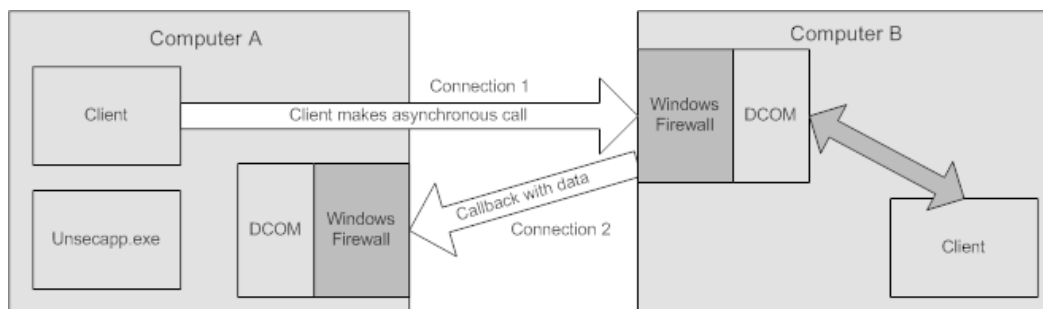 Computer A
Client
Unsecapp.exe
DCOM
Windows
Firewall
Connection 1
Client makes asynchronous call
Callback with data
Connection 2
Computer B
Windows
Firewall
DCOM
Client